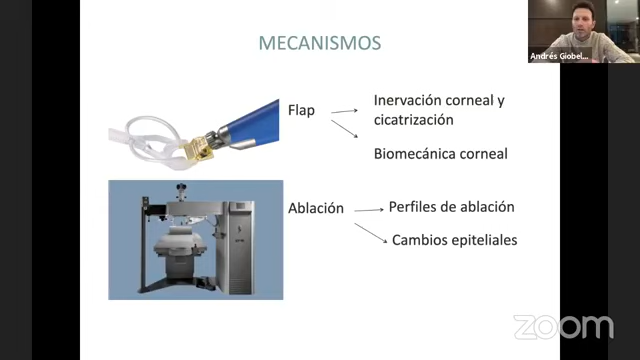 Andrés Giobel...
MECANISMOS
Flap
Inervación corneal y
cicatrización
Biomecánica corneal
Ablación
Perfiles de ablación
Cambios epiteliales
zoom